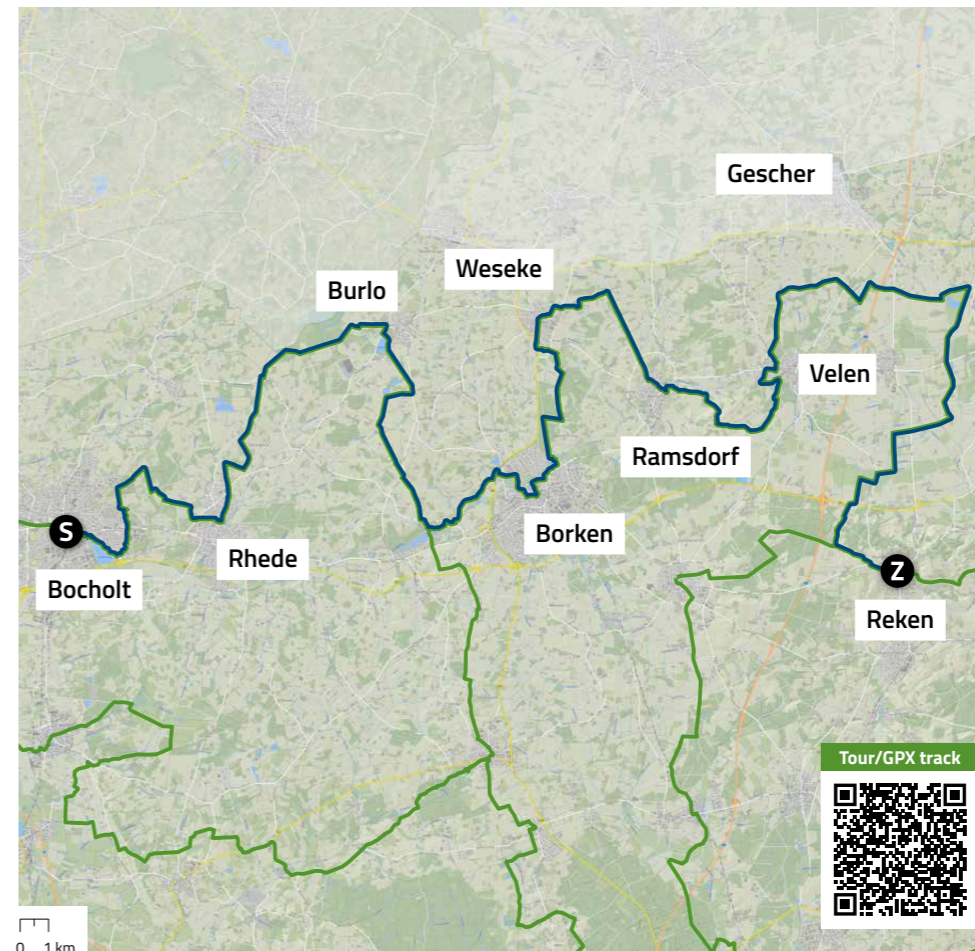 Gescher
Weseke
Burlo
Velen
Ramsdorf
S
Borken
Rhede
Z
Bocholt
Reken
Tour/GPX track
0 1 km